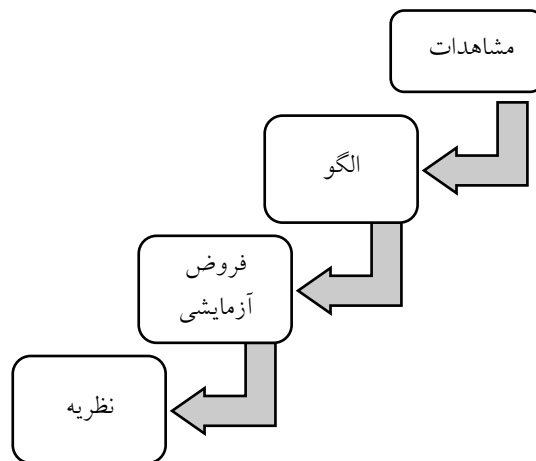 مشاهدات
الگو
فروض
آزمایشی
نظریه